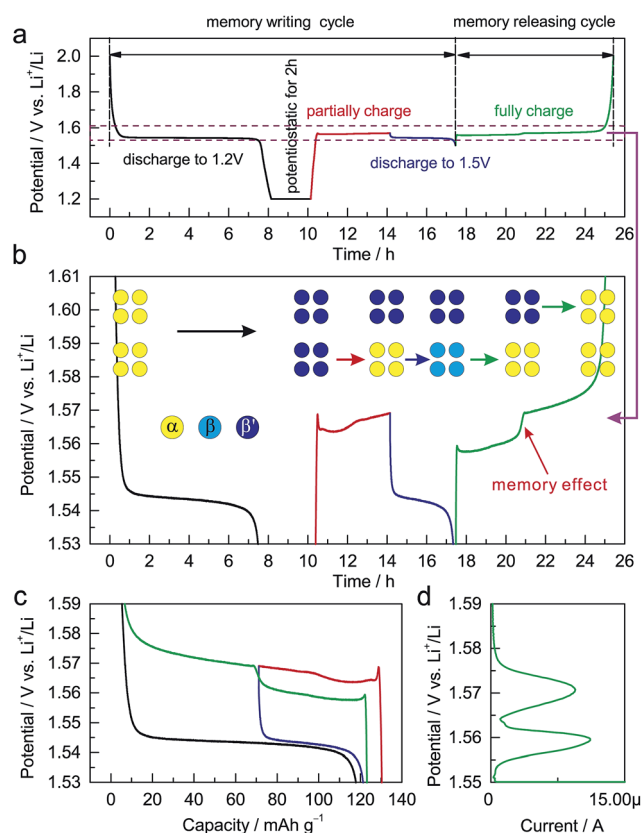 memory writing cycle
memory releasing cycle
a
Potential / V vs. Li⁺/Li
2.0
1.8
1.6
1.4
1.2
potentiostatic for 2h
partially charge
fully charge
discharge to 1.2V
discharge to 1.5V
0 2 4 6 8 10 12 14 16 18 20 22 24 26
Time / h
b
Potential / V vs. Li⁺/Li
1.61
1.60
1.59
1.58
1.57
1.56
1.55
1.54
1.53
α β β'
memory effect
0 2 4 6 8 10 12 14 16 18 20 22 24 26
Time / h
c
Potential / V vs. Li⁺/Li
1.59
1.58
1.57
1.56
1.55
1.54
1.53
0 20 40 60 80 100 120 140
Capacity / mAh g⁻¹
d
Potential / V vs. Li⁺/Li
1.59
1.58
1.57
1.56
1.55
0 15.00µ
Current / A